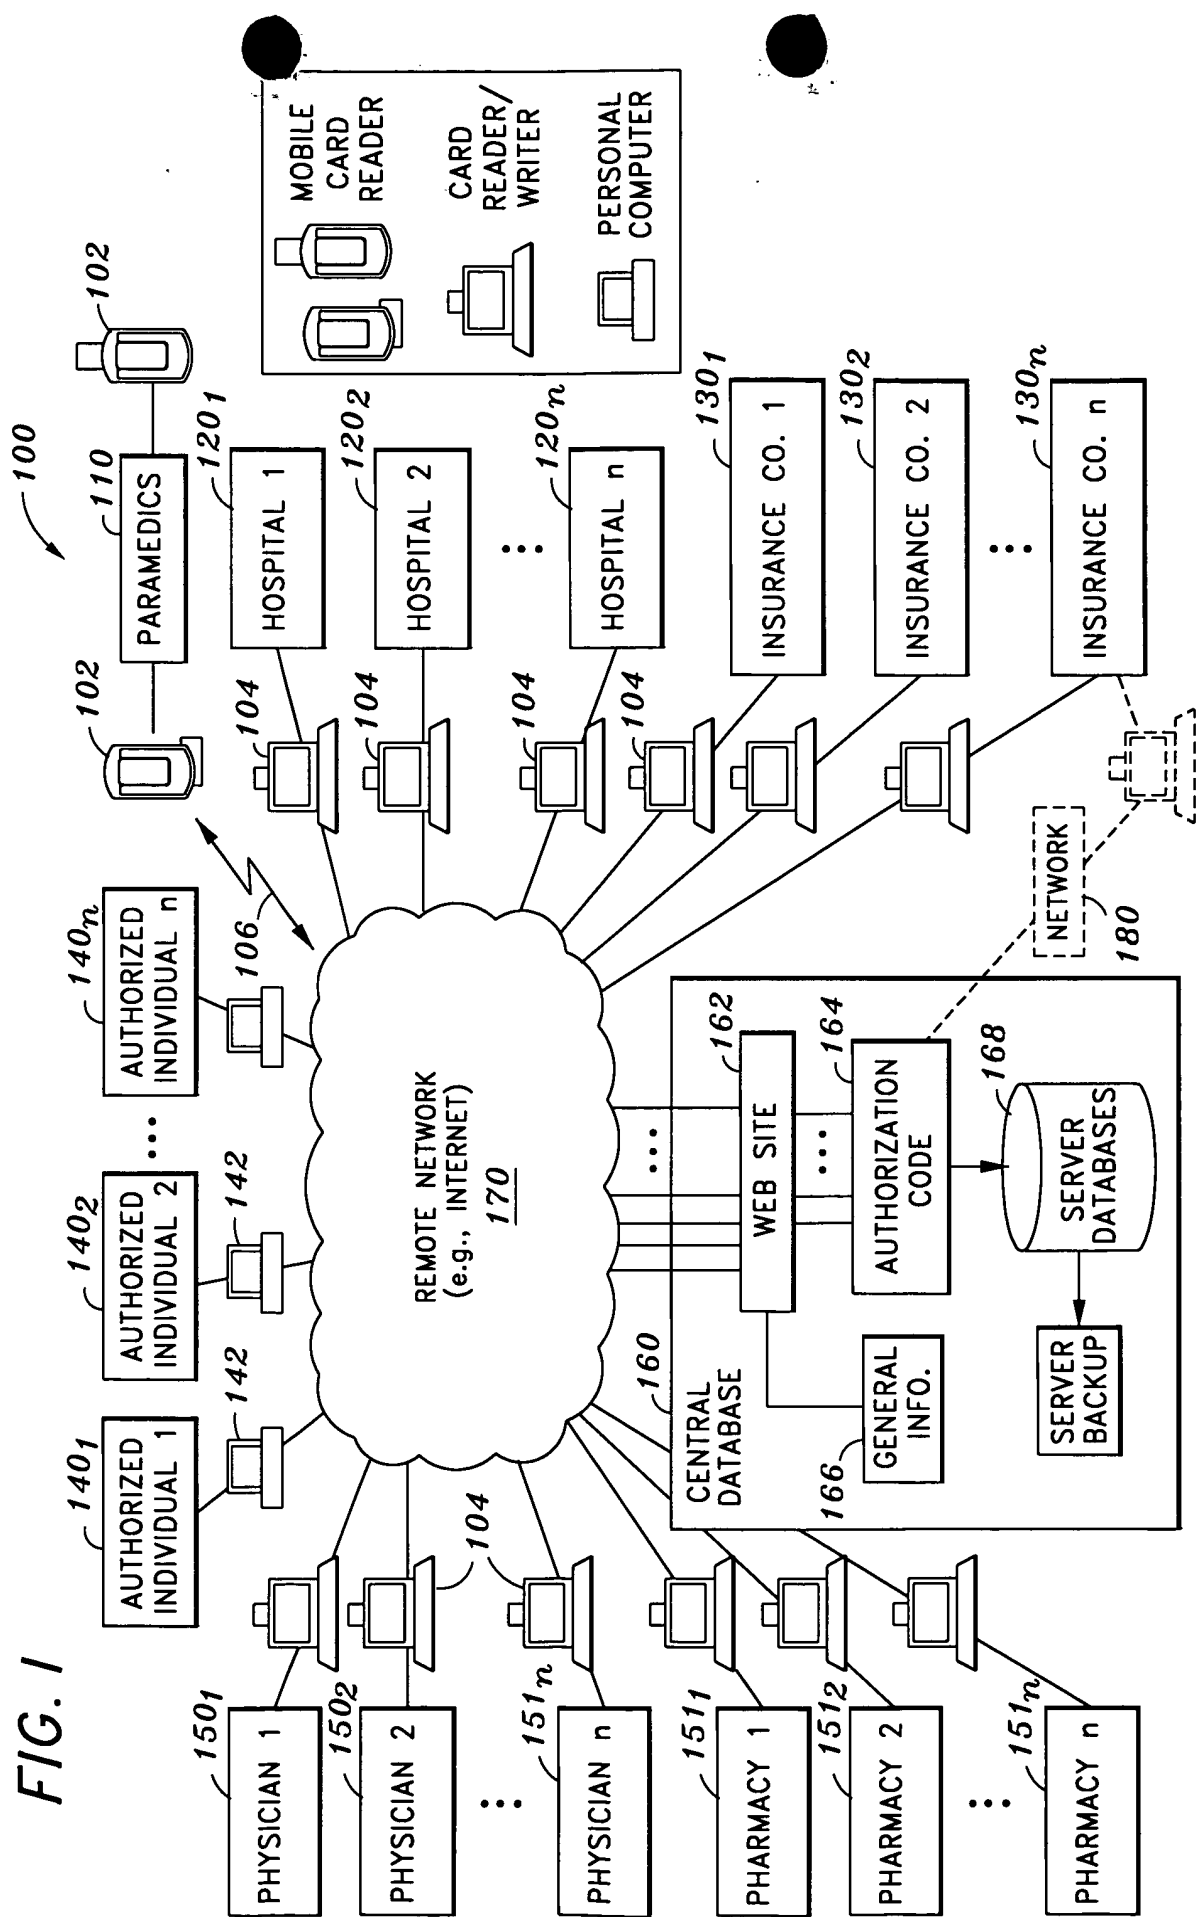 FIG. 1
100
102
PARAMEDICS
110
102
106
AUTHORIZED
INDIVIDUAL 1
140₁
142
AUTHORIZED
INDIVIDUAL 2
140₂
142
•••
AUTHORIZED
INDIVIDUAL n
140ₙ
MOBILE
CARD
READER
CARD
READER/
WRITER
PERSONAL
COMPUTER
PHYSICIAN 1
150₁
PHYSICIAN 2
150₂
•••
PHYSICIAN n
151ₙ
104
PHARMACY 1
151₁
PHARMACY 2
151₂
•••
PHARMACY n
151ₙ
REMOTE NETWORK
(e.g., INTERNET)
170
HOSPITAL 1
120₁
104
HOSPITAL 2
120₂
104
•••
HOSPITAL n
120ₙ
104
INSURANCE CO. 1
130₁
104
INSURANCE CO. 2
130₂
•••
INSURANCE CO. n
130ₙ
CENTRAL
DATABASE
160
•••
WEB SITE
162
•••
GENERAL
INFO.
166
AUTHORIZATION
CODE
164
SERVER
DATABASES
168
SERVER
BACKUP
NETWORK
180